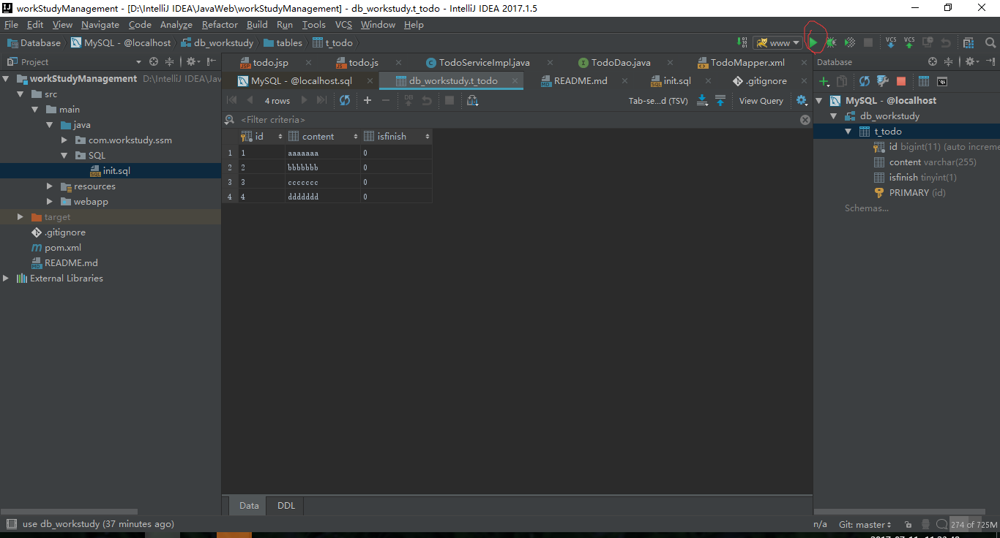 workStudyManagement - [D:\IntelliJ IDEA\JavaWeb\workStudyManagement] - db_workstudy.t_todo - IntelliJ IDEA 2017.1.5
File Edit View Navigate Code Analyze Refactor Build Run Tools VCS Window Help
Database MySQL - @localhost db_workstudy tables t_todo www VCS VCS
Project todo.jsp todo.js TodoServiceImpl.java TodoDao.java TodoMapper.xml Database
workStudyManagement D:\IntelliJ IDEA\Jav MySQL - @localhost.sql db_workstudy.t_todo README.md init.sql .gitignore
src 4 rows DB Tab-se...d (TSV) View Query MySQL - @localhost
main <Filter criteria> db_workstudy
java id content isfinish t_todo
com.workstudy.ssm 1 1 aaaaaaa 0 id bigint(11) (auto increme
SQL 2 2 bbbbbbb 0 content varchar(255)
init.sql 3 3 ccccccc 0 isfinish tinyint(1)
resources 4 4 ddddddd 0 PRIMARY (id)
webapp Schemas...
target
.gitignore
pom.xml
README.md
External Libraries
Data DDL
use db_workstudy (37 minutes ago) n/a Git: master 274 of 725M